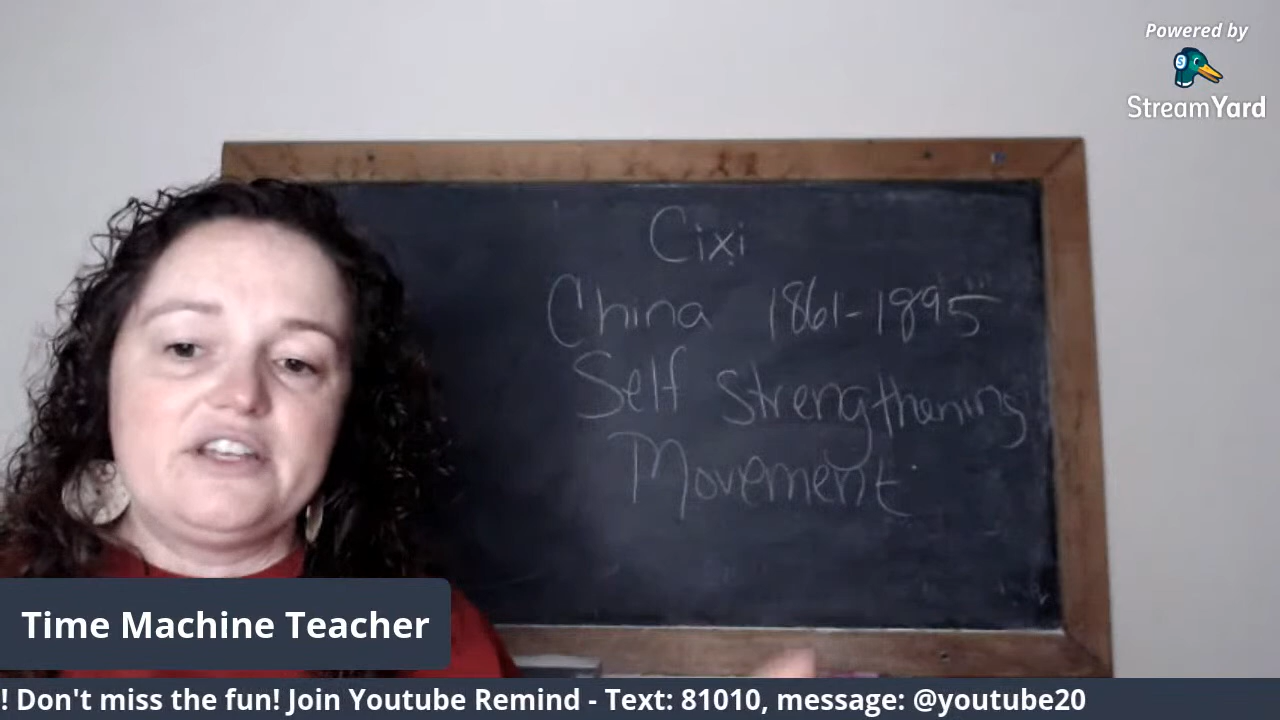 Powered by
StreamYard
Cixi
China 1861-1895
Self Strengthening
Movement
Time Machine Teacher
! Don't miss the fun! Join Youtube Remind - Text: 81010, message: @youtube20